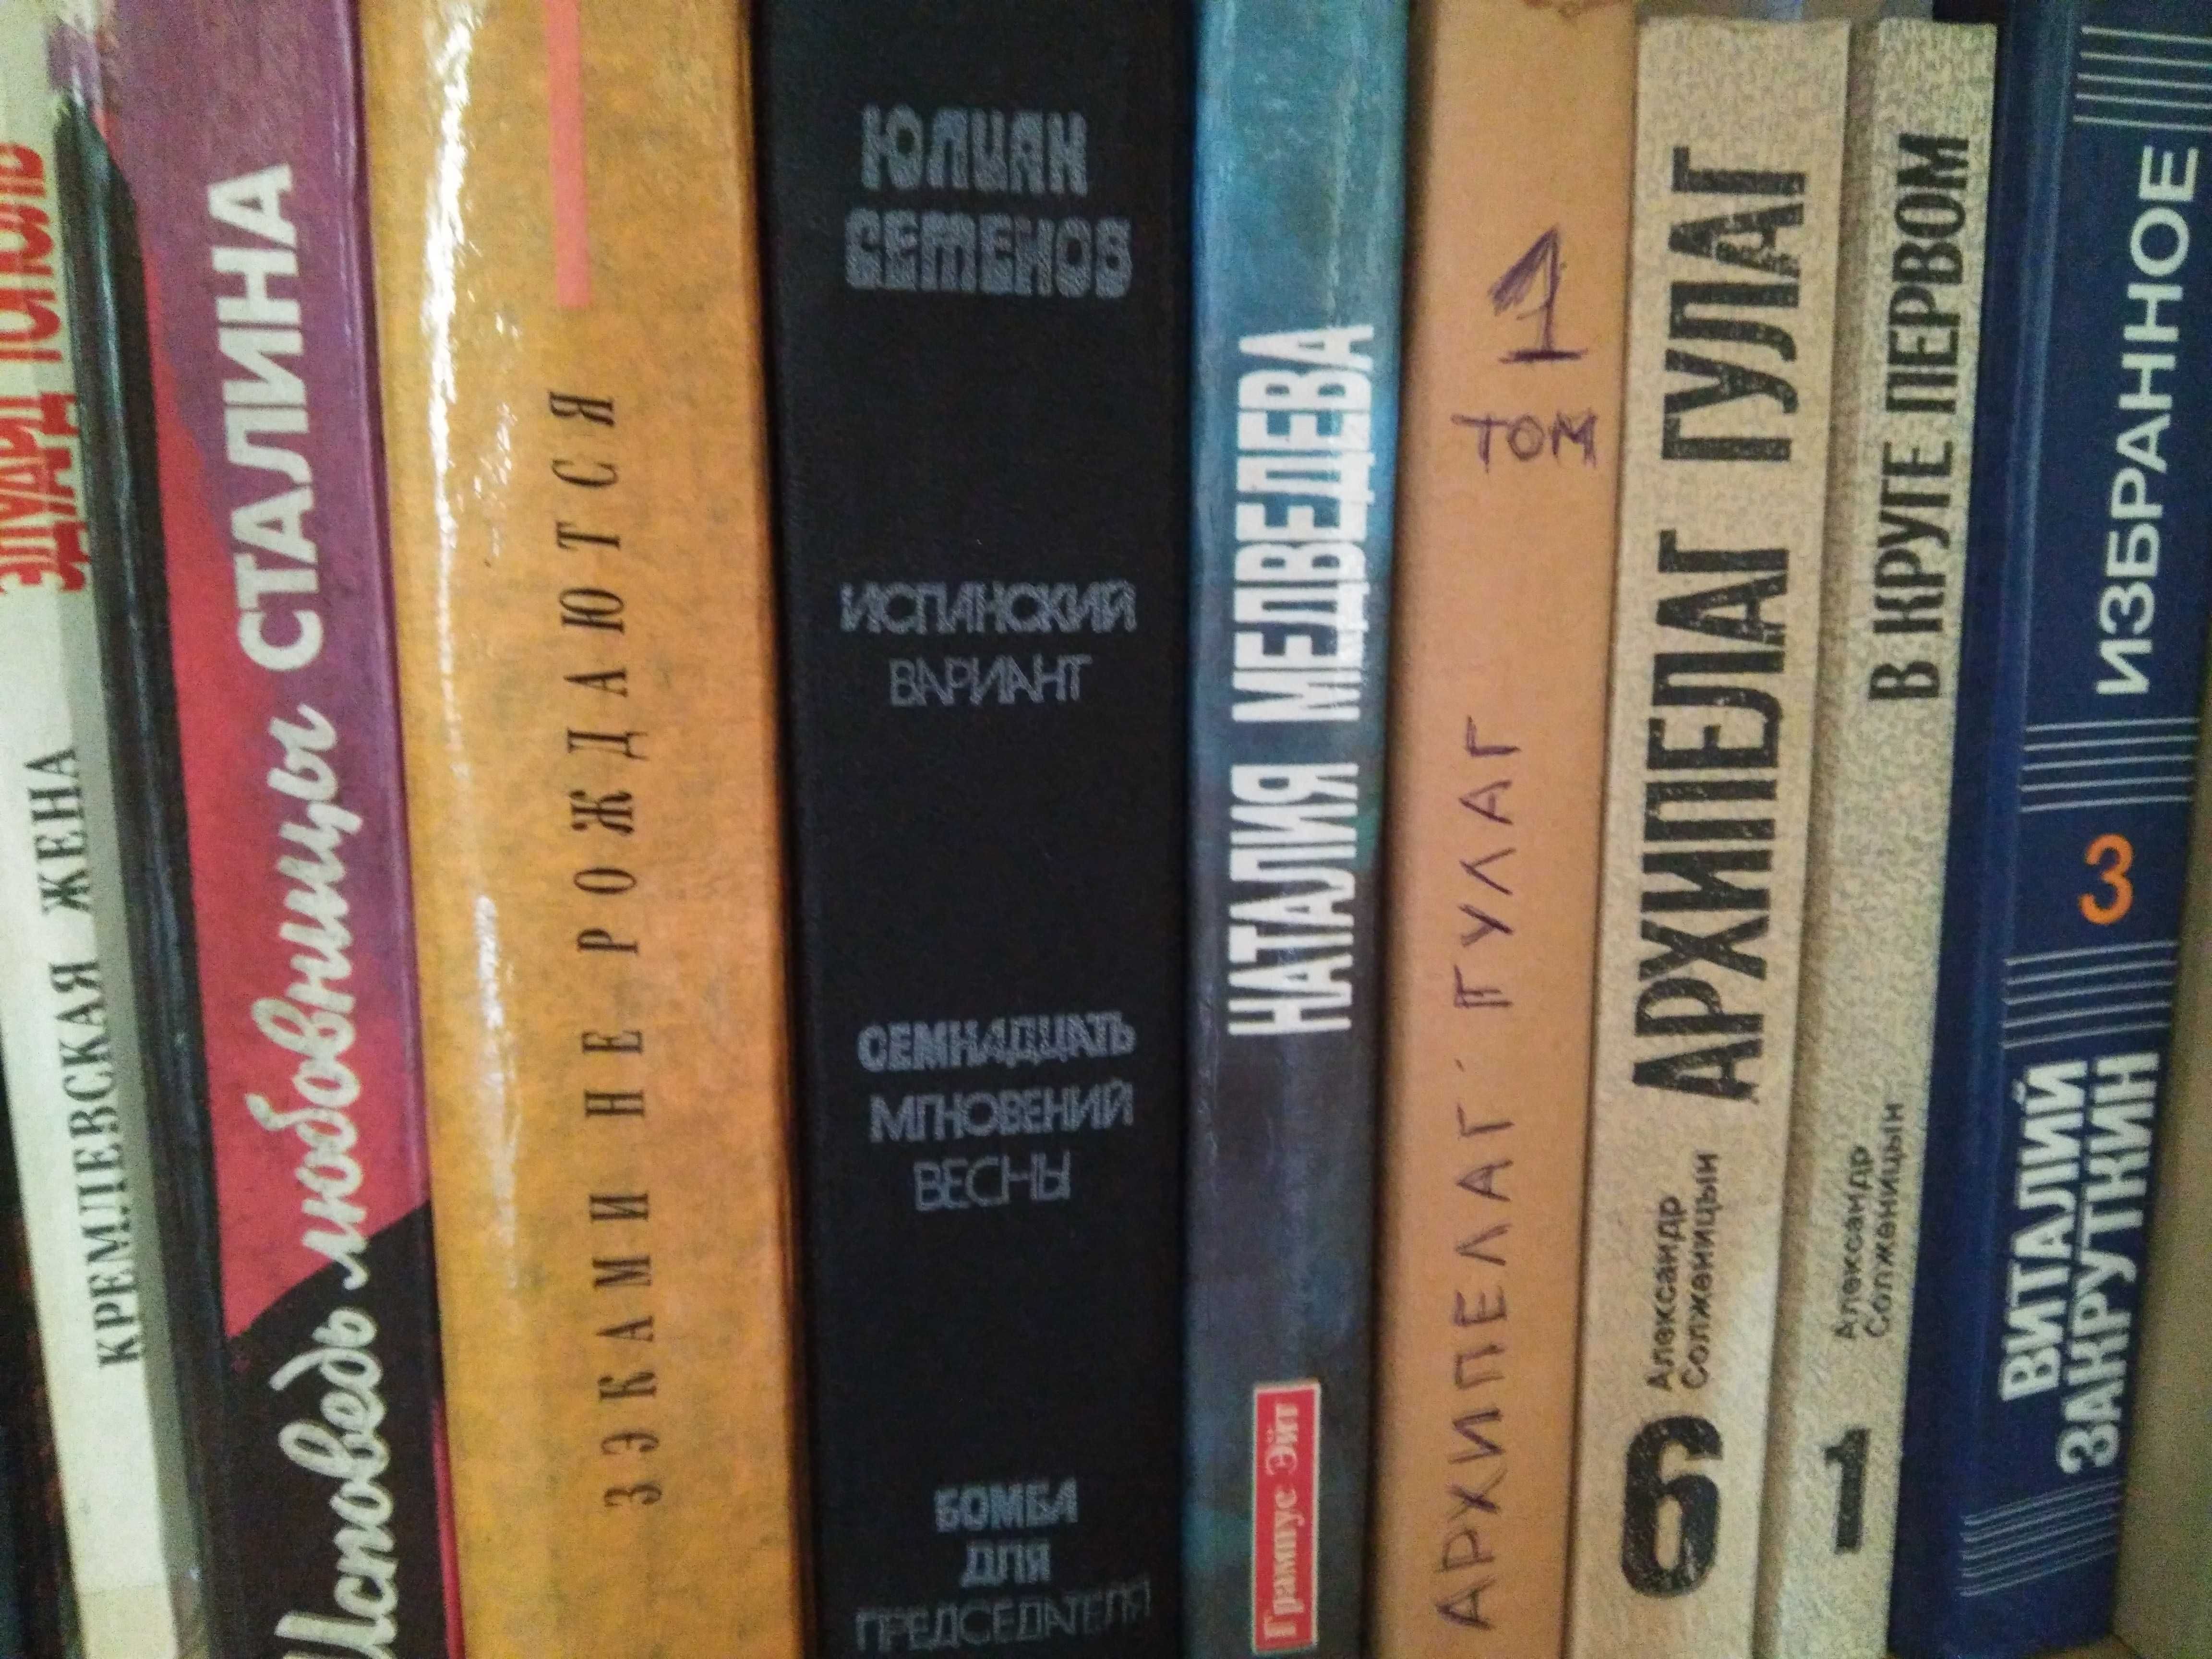 ЭДУАРД ТОПОЛЬ
КРЕМЛЕВСКАЯ ЖЕНА
Исповедь любовницы СТАЛИНА
ЗЭКАМИ НЕ РОЖДАЮТСЯ
ЮЛИАН
СЕМЕНОВ
ИСПАНСКИЙ
ВАРИАНТ
СЕМНАДЦАТЬ
МГНОВЕНИЙ
ВЕСНЫ
БОМБА
ДЛЯ
ПРЕДСЕДАТЕЛЯ
НАТАЛИЯ МЕДВЕДЕВА
Грампус Эйт
АРХИПЕЛАГ ГУЛАГ
ТОМ 1
6
Александр
Солженицын
АРХИПЕЛАГ ГУЛАГ
1
Александр
Солженицын
В КРУГЕ ПЕРВОМ
ВИТАЛИЙ
ЗАКРУТКИН
3
ИЗБРАННОЕ